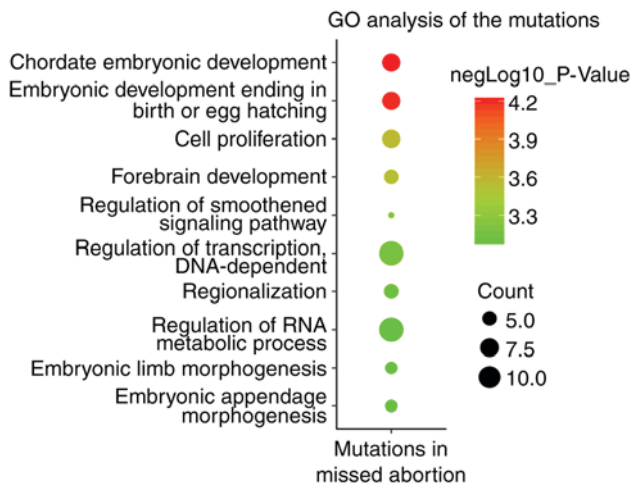 GO analysis of the mutations
Chordate embryonic development
Embryonic development ending in
birth or egg hatching
Cell proliferation
Forebrain development
Regulation of smoothened
signaling pathway
Regulation of transcription,
DNA-dependent
Regionalization
Regulation of RNA
metabolic process
Embryonic limb morphogenesis
Embryonic appendage
morphogenesis
Mutations in
missed abortion
negLog10_P-Value
4.2
3.9
3.6
3.3
Count
5.0
7.5
10.0